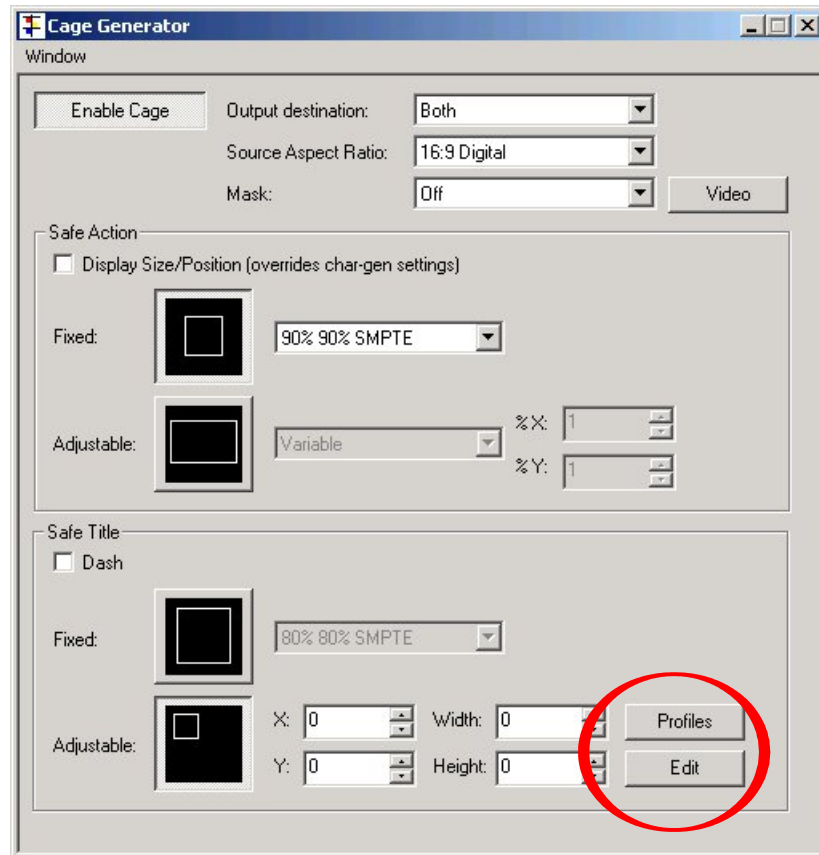 Cage Generator
Window
Enable Cage
Output destination: Both
Source Aspect Ratio: 16:9 Digital
Mask: Off Video
Safe Action
Display Size/Position (overrides char-gen settings)
Fixed: 90% 90% SMPTE
Adjustable: Variable
%X: 1
%Y: 1
Safe Title
Dash
Fixed: 80% 80% SMPTE
Adjustable:
X: 0 Width: 0 Profiles
Y: 0 Height: 0 Edit